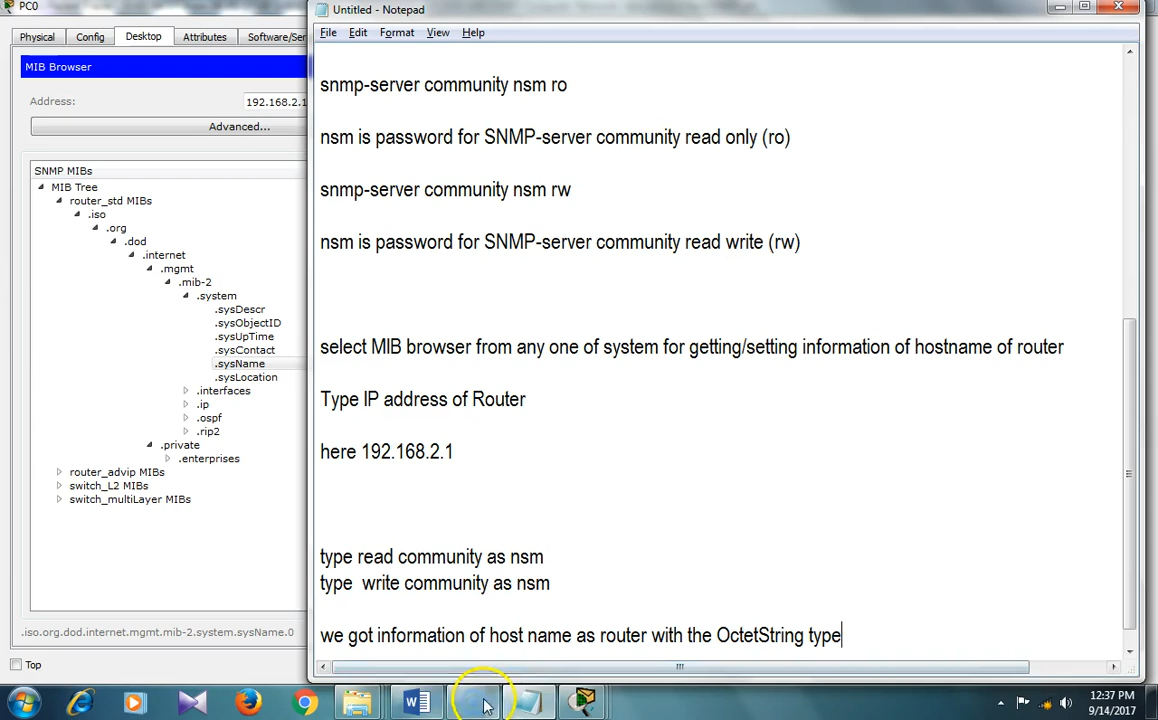 PC0
Physical
Config
Desktop
Attributes
Software/Ser
MIB Browser
Address:
192.168.2.1
Advanced...
SNMP MIBs
MIB Tree
router_std MIBs
.iso
.org
.dod
.internet
.mgmt
.mib-2
.system
.sysDescr
.sysObjectID
.sysUpTime
.sysContact
.sysName
.sysLocation
.interfaces
.ip
.ospf
.rip2
.private
.enterprises
router_advip MIBs
switch_L2 MIBs
switch_multiLayer MIBs
.iso.org.dod.internet.mgmt.mib-2.system.sysName.0
Top
Untitled - Notepad
File Edit Format View Help
snmp-server community nsm ro
nsm is password for SNMP-server community read only (ro)
snmp-server community nsm rw
nsm is password for SNMP-server community read write (rw)
select MIB browser from any one of system for getting/setting information of hostname of router
Type IP address of Router
here 192.168.2.1
type read community as nsm
type  write community as nsm
we got information of host name as router with the OctetString type
12:37 PM
9/14/2017